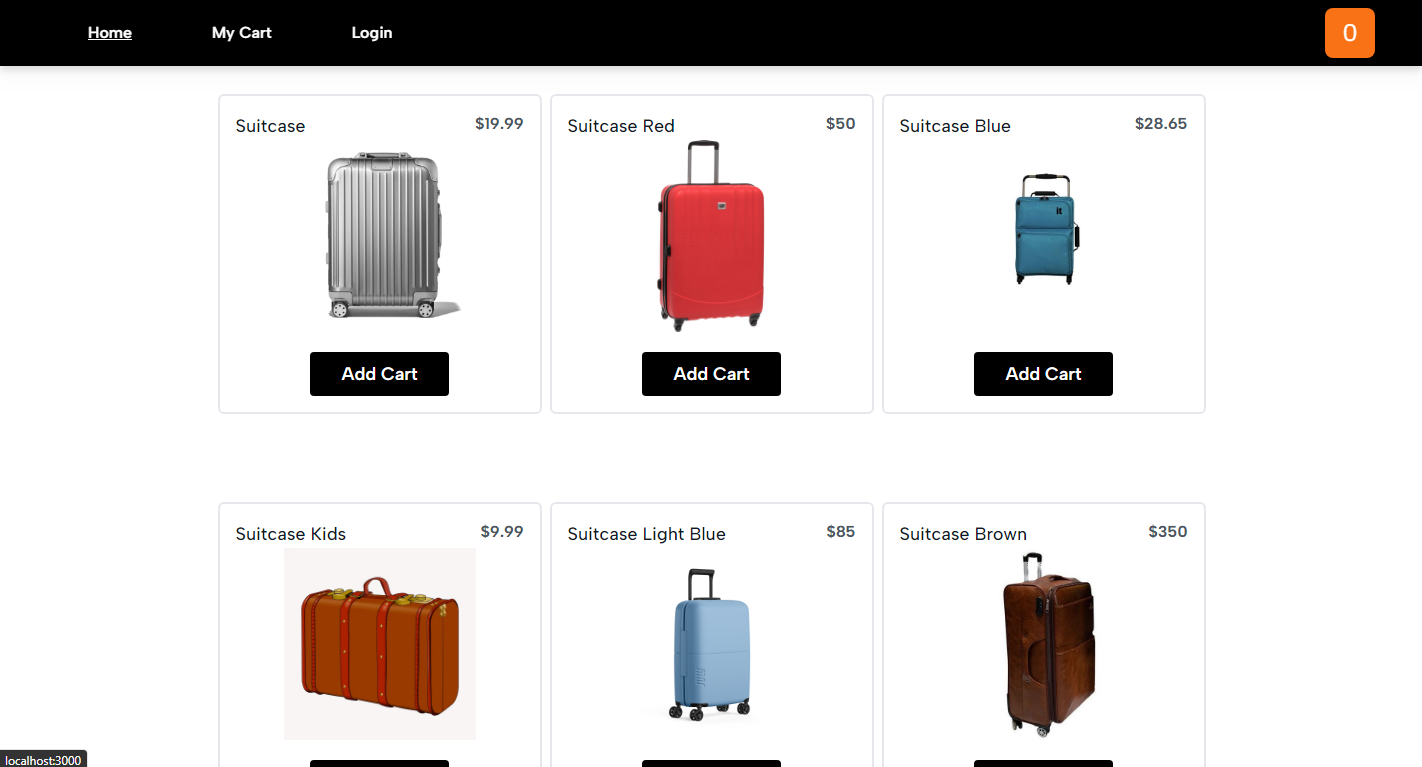 Home My Cart Login 0
Suitcase $19.99
Suitcase Red $50
Suitcase Blue $28.65
it
Add Cart
Add Cart
Add Cart
Suitcase Kids $9.99
Suitcase Light Blue $85
Suitcase Brown $350
localhost:3000